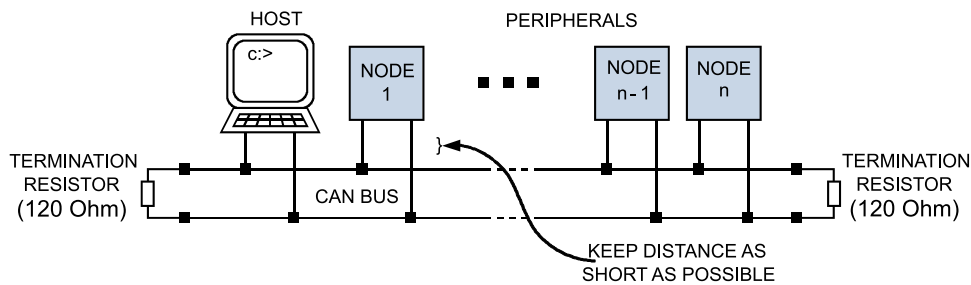 HOST
PERIPHERALS
c:>
NODE
1
NODE
n-1
NODE
n
TERMINATION
RESISTOR
(120 Ohm)
CAN BUS
TERMINATION
RESISTOR
(120 Ohm)
KEEP DISTANCE AS
SHORT AS POSSIBLE